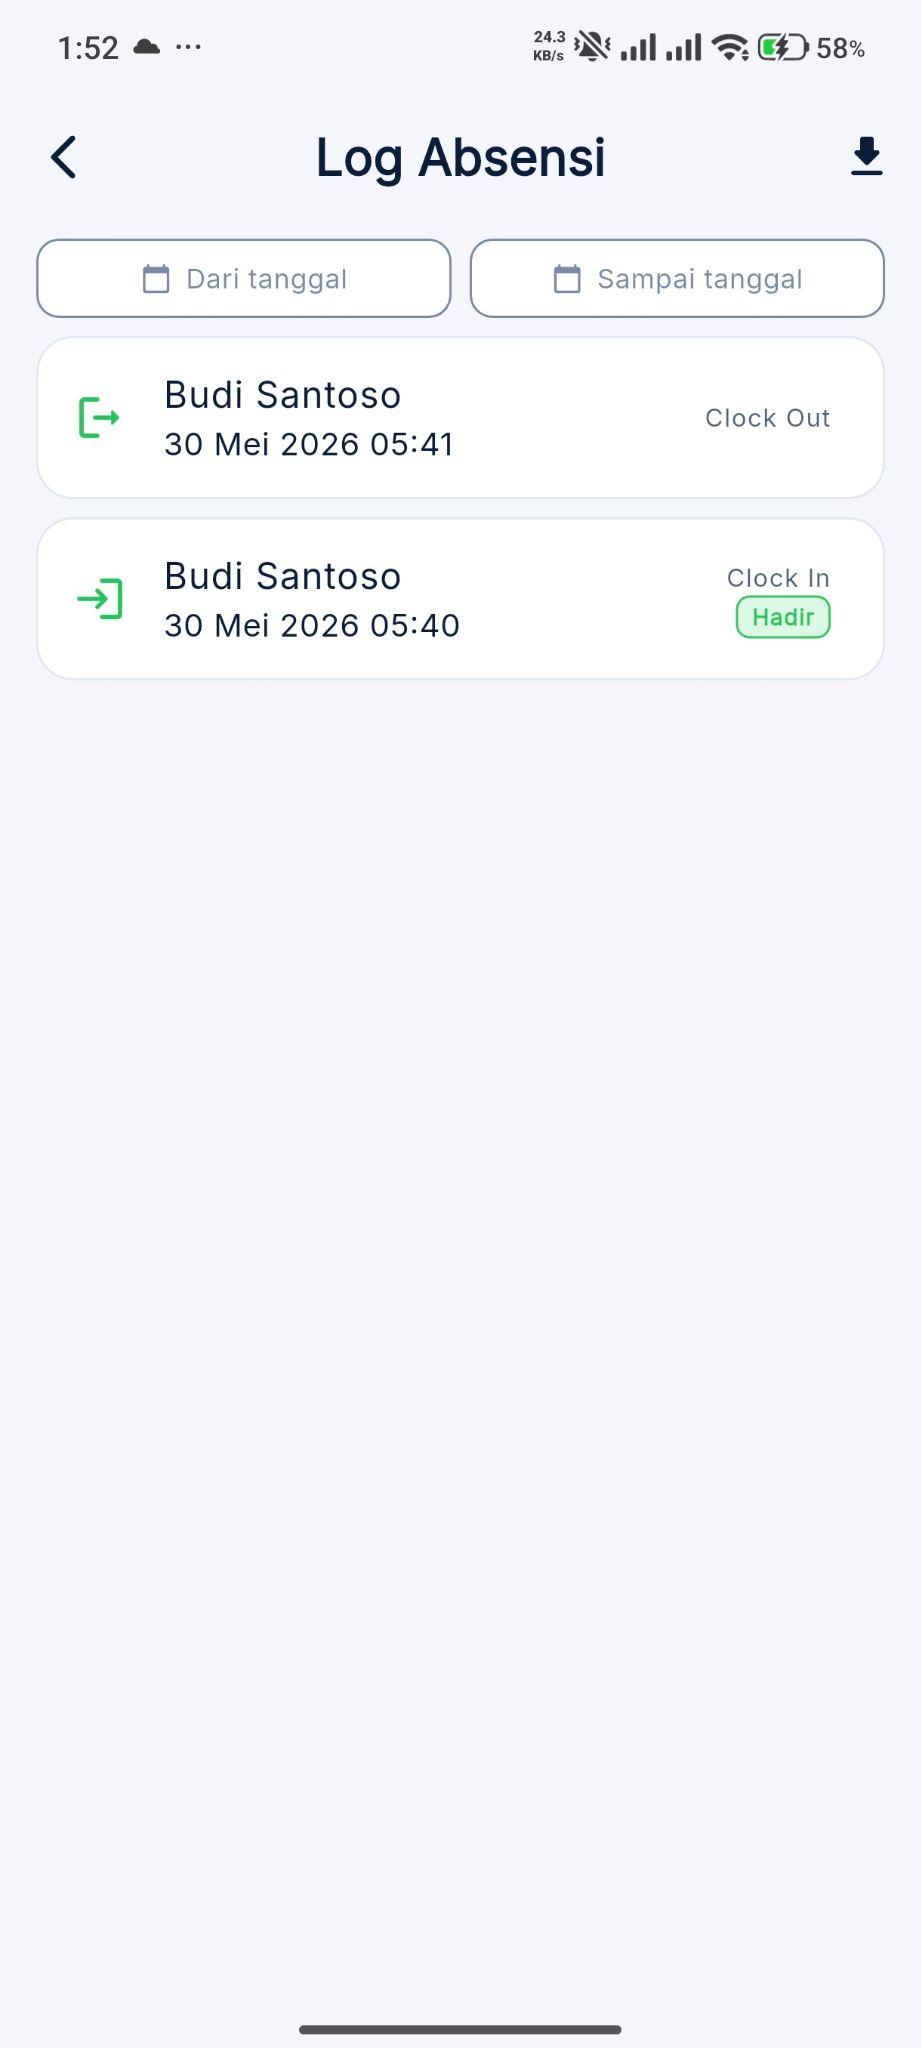 1:52
24.3
KB/s
58%
Log Absensi
Dari tanggal
Sampai tanggal
Budi Santoso
30 Mei 2026 05:41
Clock Out
Budi Santoso
30 Mei 2026 05:40
Clock In
Hadir